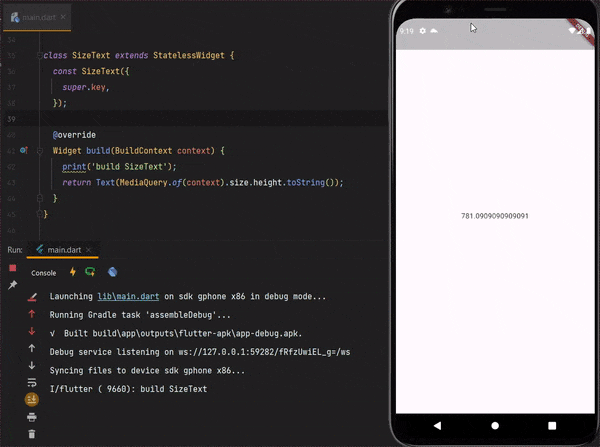 main.dart
34
35 class SizeText extends StatelessWidget {
36 const SizeText({
37 super.key,
38 });
39
40 @override
41 Widget build(BuildContext context) {
42 print('build SizeText');
43 return Text(MediaQuery.of(context).size.height.toString());
44 }
45 }
46
Run: main.dart
Console
Launching lib\main.dart on sdk gphone x86 in debug mode...
Running Gradle task 'assembleDebug'...
√ Built build\app\outputs\flutter-apk\app-debug.apk.
Debug service listening on ws://127.0.0.1:59282/fRfzUwiEL_g=/ws
Syncing files to device sdk gphone x86...
I/flutter ( 9660): build SizeText
9:19
DEBUG
781.0909090909091